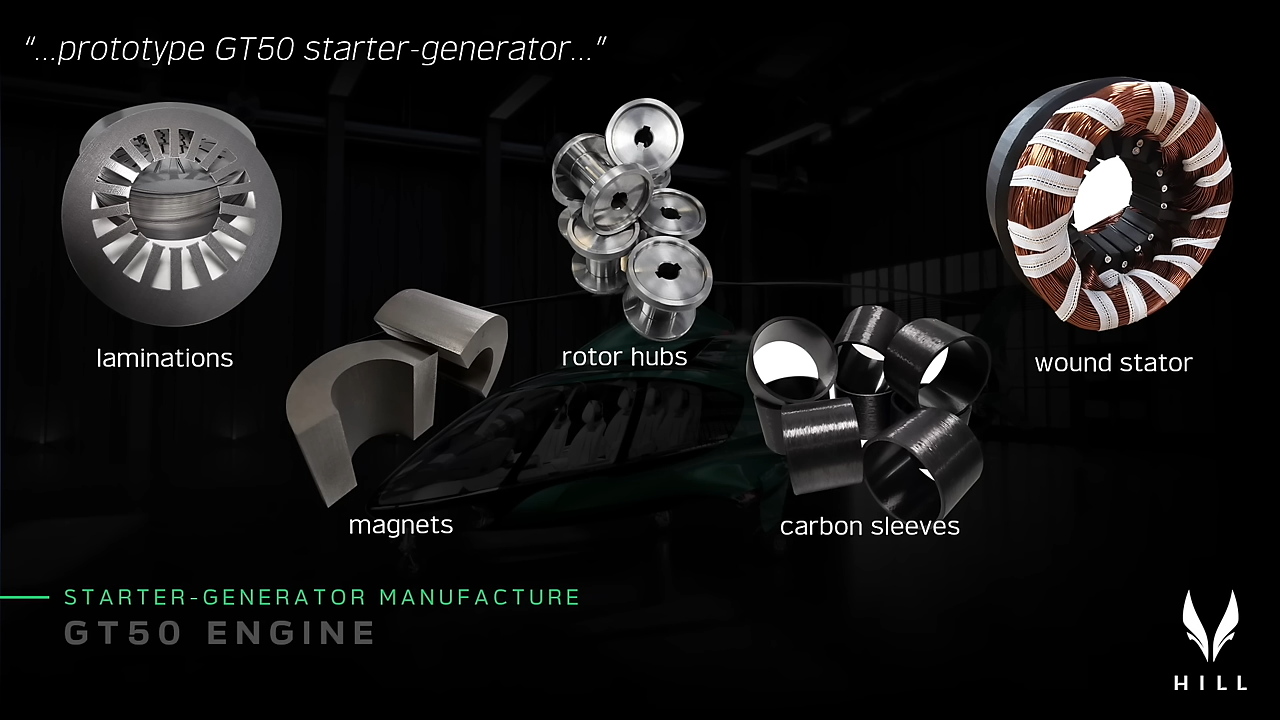 “...prototype GT50 starter-generator...”
laminations
rotor hubs
wound stator
magnets
carbon sleeves
STARTER-GENERATOR MANUFACTURE
GT50 ENGINE
HILL